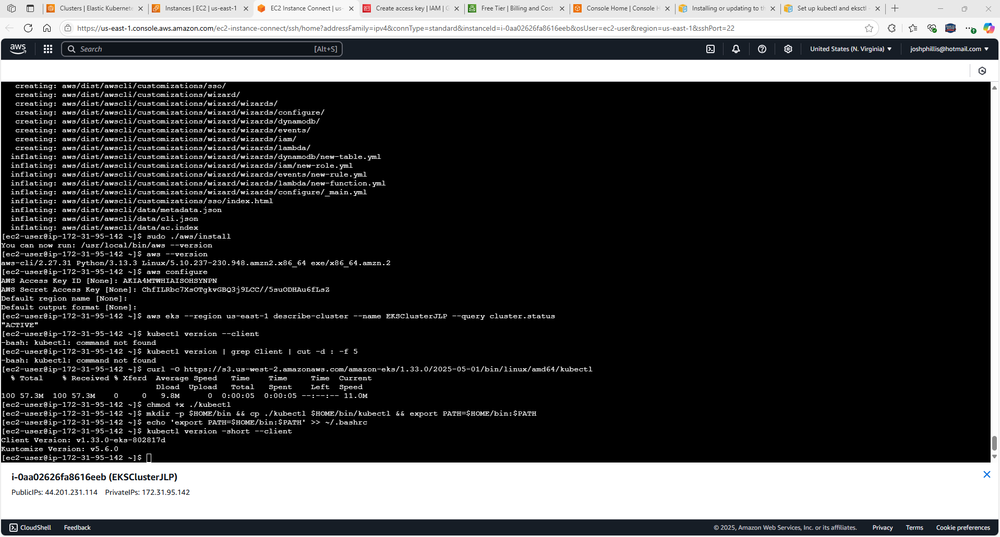 Clusters | Elastic Kubernete
Instances | EC2 | us-east-1
EC2 Instance Connect | us-
Create access key | IAM | G
Free Tier | Billing and Cost
Console Home | Console H
Installing or updating to th
Set up kubectl and eksctl -
https://us-east-1.console.aws.amazon.com/ec2-instance-connect/ssh/home?addressFamily=ipv4&connType=standard&instanceId=i-0aa02626fa8616eeb&osUser=ec2-user&region=us-east-1&sshPort=22
aws
Search
[Alt+S]
United States (N. Virginia)
joshphillis@hotmail.com
creating: aws/dist/awscli/customizations/sso/
creating: aws/dist/awscli/customizations/wizard/
creating: aws/dist/awscli/customizations/wizard/wizards/
creating: aws/dist/awscli/customizations/wizard/wizards/configure/
creating: aws/dist/awscli/customizations/wizard/wizards/dynamodb/
creating: aws/dist/awscli/customizations/wizard/wizards/events/
creating: aws/dist/awscli/customizations/wizard/wizards/iam/
creating: aws/dist/awscli/customizations/wizard/wizards/lambda/
inflating: aws/dist/awscli/customizations/wizard/wizards/dynamodb/new-table.yml
inflating: aws/dist/awscli/customizations/wizard/wizards/iam/new-role.yml
inflating: aws/dist/awscli/customizations/wizard/wizards/events/new-rule.yml
inflating: aws/dist/awscli/customizations/wizard/wizards/lambda/new-function.yml
inflating: aws/dist/awscli/customizations/wizard/wizards/configure/_main.yml
inflating: aws/dist/awscli/customizations/sso/index.html
inflating: aws/dist/awscli/data/metadata.json
inflating: aws/dist/awscli/data/cli.json
inflating: aws/dist/awscli/data/ac.index
[ec2-user@ip-172-31-95-142 ~]$ sudo ./aws/install
You can now run: /usr/local/bin/aws --version
[ec2-user@ip-172-31-95-142 ~]$ aws --version
aws-cli/2.27.31 Python/3.13.3 Linux/5.10.237-230.948.amzn2.x86_64 exe/x86_64.amzn.2
[ec2-user@ip-172-31-95-142 ~]$ aws configure
AWS Access Key ID [None]: AKIA4MTWHIAISOHSYNPN
AWS Secret Access Key [None]: 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
Default region name [None]:
Default output format [None]:
[ec2-user@ip-172-31-95-142 ~]$ aws eks --region us-east-1 describe-cluster --name EKSClusterJLP --query cluster.status
"ACTIVE"
[ec2-user@ip-172-31-95-142 ~]$ kubectl version --client
-bash: kubectl: command not found
[ec2-user@ip-172-31-95-142 ~]$ kubectl version | grep Client | cut -d : -f 5
-bash: kubectl: command not found
[ec2-user@ip-172-31-95-142 ~]$ curl -O https://s3.us-west-2.amazonaws.com/amazon-eks/1.33.0/2025-05-01/bin/linux/amd64/kubectl
% Total % Received % Xferd Average Speed Time Time Time Current
Dload Upload Total Spent Left Speed
100 57.3M 100 57.3M 0 0 9.8M 0 0:00:05 0:00:05 --:--:-- 11.0M
[ec2-user@ip-172-31-95-142 ~]$ chmod +x ./kubectl
[ec2-user@ip-172-31-95-142 ~]$ mkdir -p $HOME/bin && cp ./kubectl $HOME/bin/kubectl && export PATH=$HOME/bin:$PATH
[ec2-user@ip-172-31-95-142 ~]$ echo 'export PATH=$HOME/bin:$PATH' >> ~/.bashrc
[ec2-user@ip-172-31-95-142 ~]$ kubectl version –short --client
Client Version: v1.33.0-eks-802817d
Kustomize Version: v5.6.0
[ec2-user@ip-172-31-95-142 ~]$
i-0aa02626fa8616eeb (EKSClusterJLP)
PublicIPs: 44.201.231.114 PrivateIPs: 172.31.95.142
CloudShell Feedback © 2025, Amazon Web Services, Inc. or its affiliates. Privacy Terms Cookie preferences